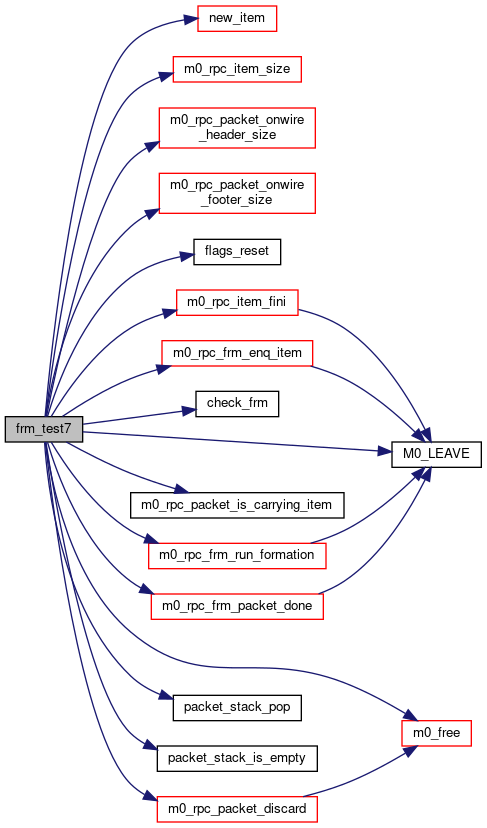 new_item
m0_rpc_item_size
m0_rpc_packet_onwire
_header_size
m0_rpc_packet_onwire
_footer_size
flags_reset
m0_rpc_item_fini
m0_rpc_frm_enq_item
check_frm
frm_test7
M0_LEAVE
m0_rpc_packet_is_carrying_item
m0_rpc_frm_run_formation
m0_rpc_frm_packet_done
packet_stack_pop
m0_free
packet_stack_is_empty
m0_rpc_packet_discard